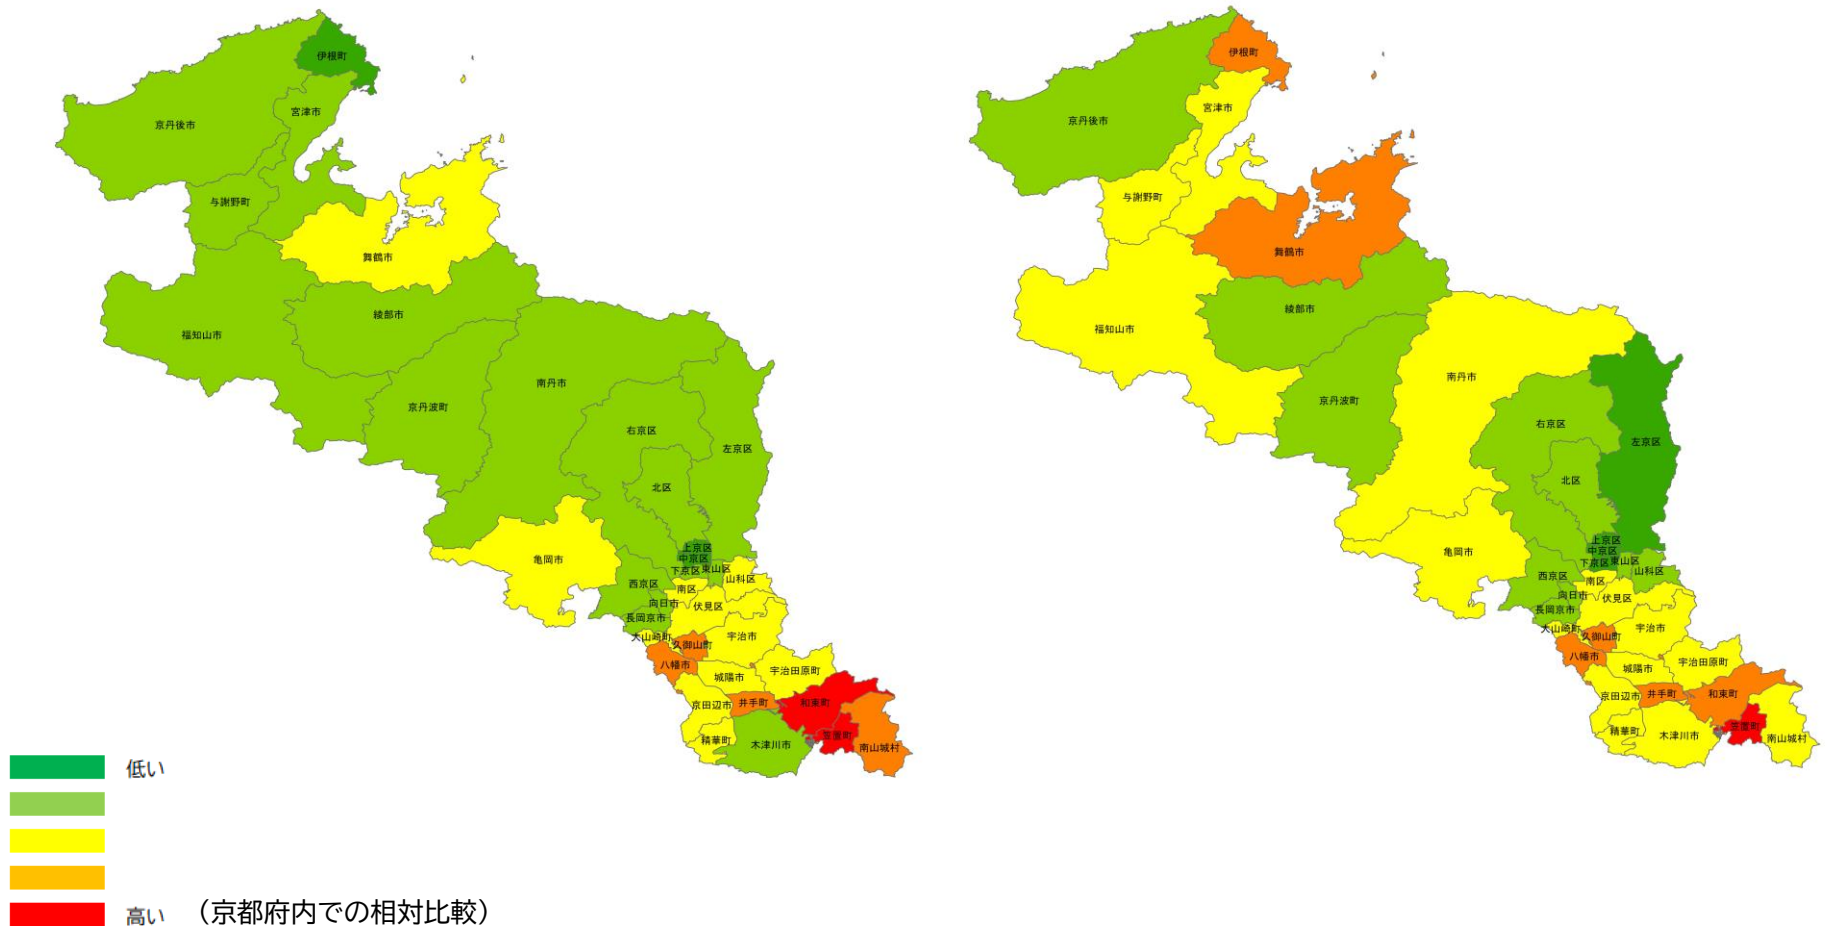 伊根町
宮津市
京丹後市
与謝野町
舞鶴市
綾部市
福知山市
南丹市
京丹波町
右京区
左京区
北区
上京区
中京区
下京区
東山区
亀岡市
山科区
西京区
南区
向日市
伏見区
長岡京市
大山崎町
久御山町
宇治市
八幡市
宇治田原町
城陽市
京田辺市
井手町
和束町
笠置町
精華町
木津川市
南山城村
伊根町
宮津市
京丹後市
与謝野町
舞鶴市
綾部市
福知山市
南丹市
京丹波町
右京区
左京区
北区
上京区
中京区
下京区
東山区
亀岡市
山科区
西京区
南区
向日市
伏見区
長岡京市
大山崎町
久御山町
宇治市
八幡市
宇治田原町
城陽市
京田辺市
井手町
和束町
笠置町
精華町
木津川市
南山城村
低い
高い （京都府内での相対比較）